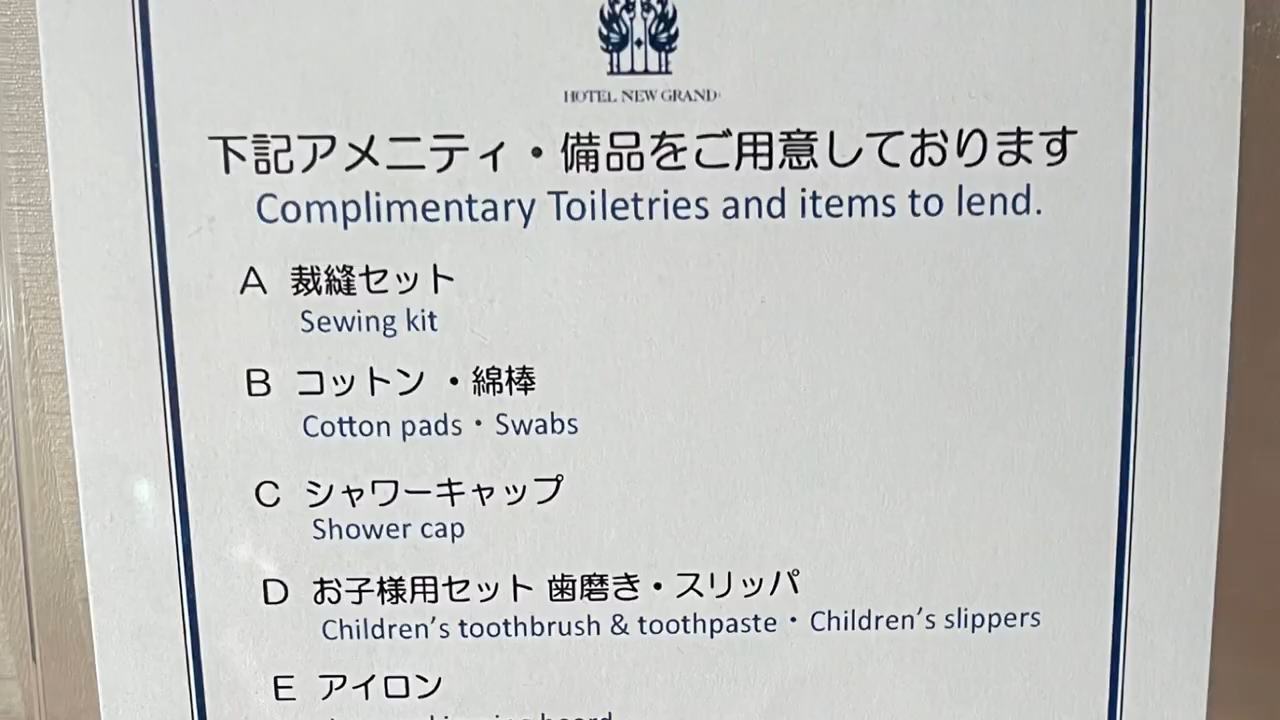 HOTEL NEW GRAND
下記アメニティ・備品をご用意しております
Complimentary Toiletries and items to lend.
A 裁縫セット
Sewing kit
B コットン ・綿棒
Cotton pads・Swabs
C シャワーキャップ
Shower cap
D お子様用セット 歯磨き・スリッパ
Children's toothbrush & toothpaste・Children's slippers
E アイロン
board